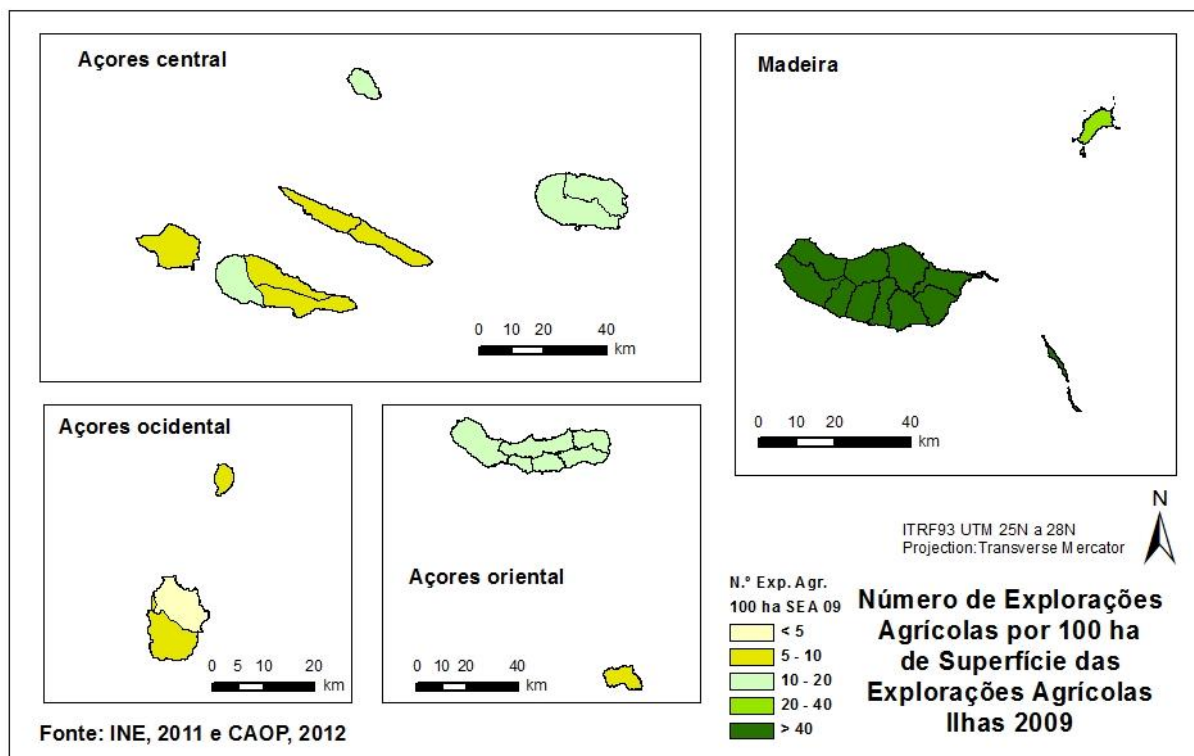 Açores central
0 10 20 40
km
Madeira
0 10 20 40
km
Açores ocidental
0 5 10 20
km
Açores oriental
0 10 20 40
km
N
ITRF93 UTM 25N a 28N
Projection:Transverse Mercator
N.º Exp. Agr.
100 ha SEA 09
< 5
5 - 10
10 - 20
20 - 40
> 40
Número de Explorações
Agrícolas por 100 ha
de Superfície das
Explorações Agrícolas
Ilhas 2009
Fonte: INE, 2011 e CAOP, 2012